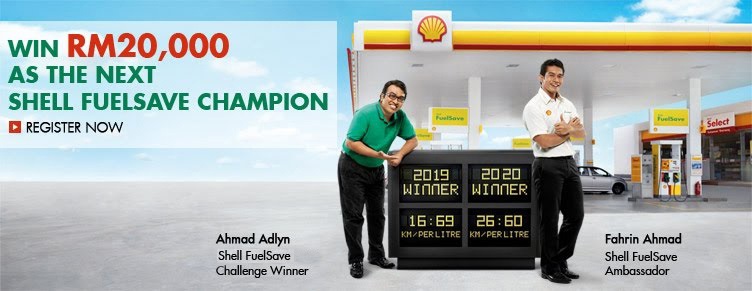 WIN RM20,000
AS THE NEXT
SHELL FUELSAVE CHAMPION
REGISTER NOW
FuelSave
FuelSave
Select
2019
WINNER
2020
WINNER
16:69
KM/PER LITRE
26:60
KM/PER LITRE
Ahmad Adlyn
Shell FuelSave
Challenge Winner
Fahrin Ahmad
Shell FuelSave
Ambassador